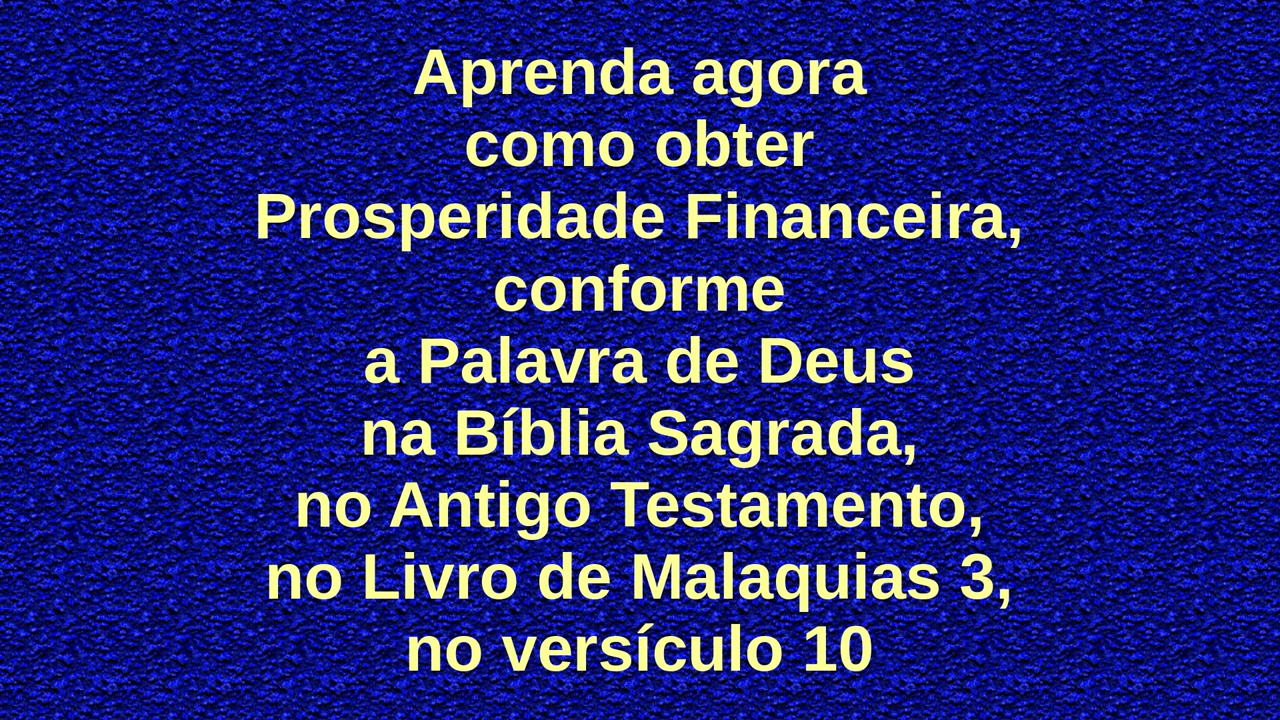 Aprenda agora
como obter
Prosperidade Financeira,
conforme
a Palavra de Deus
na Bíblia Sagrada,
no Antigo Testamento,
no Livro de Malaquias 3,
no versículo 10